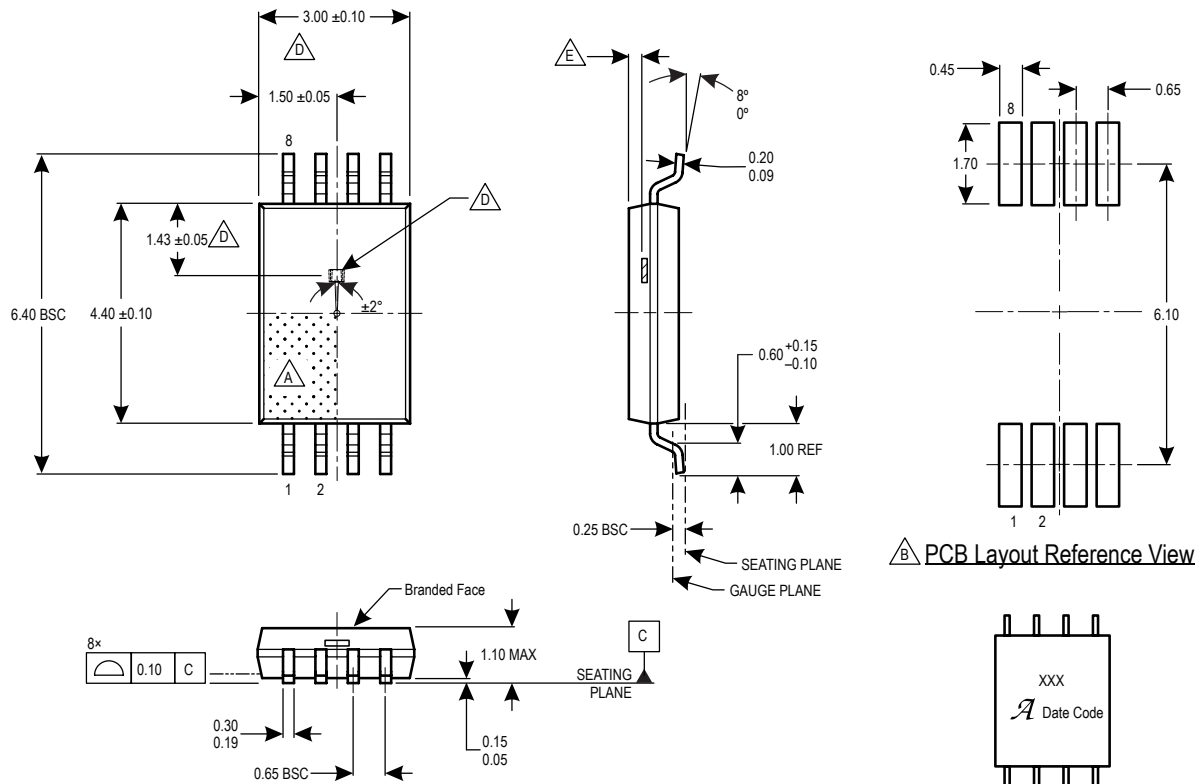 3.00 ±0.10
D
1.50 ±0.05
8
D
1.43 ±0.05
D
6.40 BSC
4.40 ±0.10
±2°
A
1
2
E
8º
0º
0.20
0.09
0.60 +0.15
–0.10
1.00 REF
0.25 BSC
SEATING PLANE
GAUGE PLANE
0.45
8
0.65
1.70
6.10
1
2
B PCB Layout Reference View
Branded Face
8×
0.10 C
1.10 MAX
C
SEATING
PLANE
0.30
0.19
0.65 BSC
0.15
0.05
XXX
A Date Code